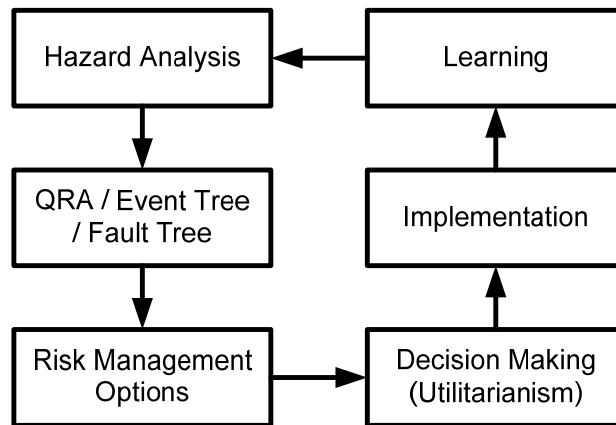 Hazard Analysis
Learning
QRA / Event Tree
/ Fault Tree
Implementation
Risk Management
Options
Decision Making
(Utilitarianism)